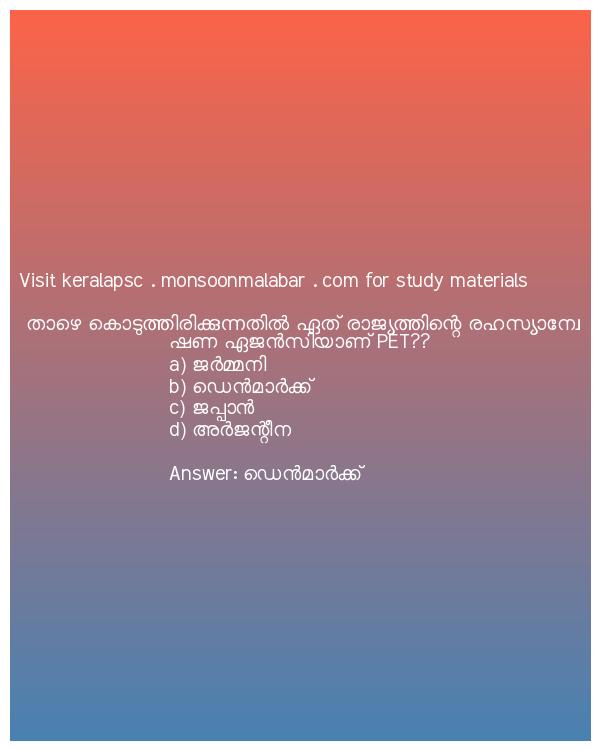 Visit keralapsc . monsoonmalabar . com for study materials
താഴെ കൊടുത്തിരിക്കുന്നതിൽ ഏത് രാജ്യത്തിന്റെ രഹസ്യാന്വേ
ഷണ ഏജൻസിയാണ് PET??
a) ജർമ്മനി
b) ഡെൻമാർക്ക്
c) ജപ്പാൻ
d) അർജന്റീന
Answer: ഡെൻമാർക്ക്